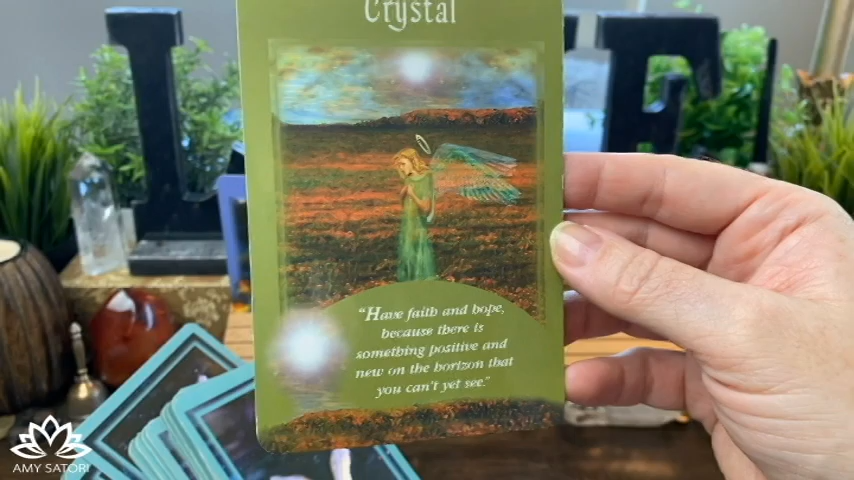 Crystal
"Have faith and hope,
because there is
something positive and
new on the horizon that
you can't yet see."
AMY SATORI